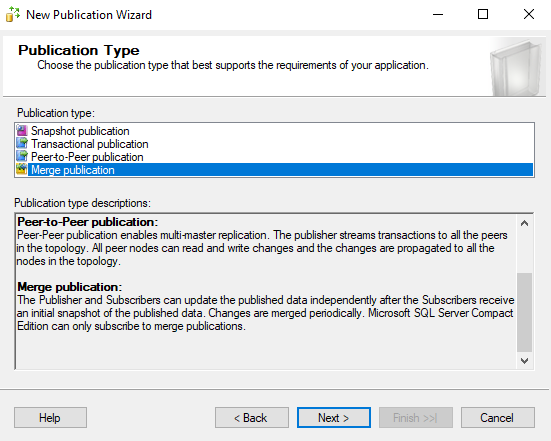 New Publication Wizard
Publication Type
Choose the publication type that best supports the requirements of your application.
Publication type:
Snapshot publication
Transactional publication
Peer-to-Peer publication
Merge publication
Publication type descriptions:
Peer-to-Peer publication:
Peer-Peer publication enables multi-master replication. The publisher streams transactions to all the peers
in the topology. All peer nodes can read and write changes and the changes are propagated to all the
nodes in the topology.
Merge publication:
The Publisher and Subscribers can update the published data independently after the Subscribers receive
an initial snapshot of the published data. Changes are merged periodically. Microsoft SQL Server Compact
Edition can only subscribe to merge publications.
Help
< Back
Next >
Finish >>|
Cancel